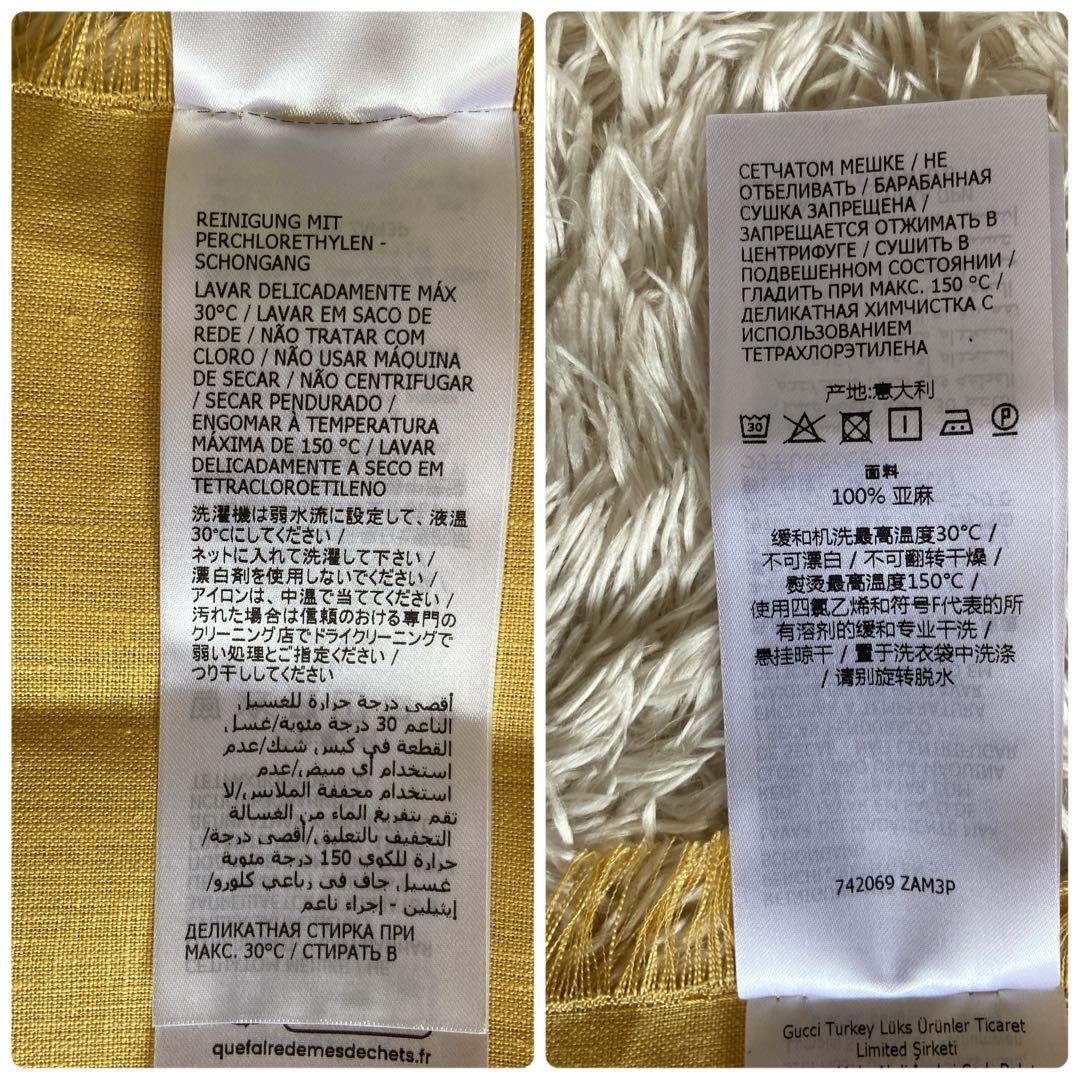 REINIGUNG MIT
PERCHLORETHYLEN -
SCHONGANG
LAVAR DELICADAMENTE MÁX
30°C / LAVAR EM SACO DE
REDE / NÃO TRATAR COM
CLORO / NÃO USAR MÁQUINA
DE SECAR / NÃO CENTRIFUGAR
/ SECAR PENDURADO /
ENGOMAR À TEMPERATURA
MÁXIMA DE 150 °C / LAVAR
DELICADAMENTE A SECO EM
TETRACLOROETILENO
洗濯機は弱水流に設定して、液温
30℃にしてください /
ネットに入れて洗濯して下さい /
漂白剤を使用しないでください /
アイロンは、中温で当ててください /
汚れた場合は信頼のおける専門の
クリーニング店でドライクリーニングで
弱い処理とご指定ください /
つり干ししてください
أقصى درجة حرارة للغسيل
الناعم 30 درجة مئوية/غسل
القطعة في كيس شبك/عدم
استخدام أي مبيض/عدم
استخدام مجففة الملابس/لا
تقم بتفريغ الماء من الغسالة
التجفيف بالتعليق/أقصى درجة/
حرارة للكوي 150 درجة مئوية
غسيل جاف في رباعي كلورو/
إيثيلين - إجراء ناعم
ДЕЛИКАТНАЯ СТИРКА ПРИ
МАКС. 30°C / СТИРАТЬ В
quefairedemesdechets.fr
СЕТЧАТОМ МЕШКЕ / НЕ
ОТБЕЛИВАТЬ / БАРАБАННАЯ
СУШКА ЗАПРЕЩЕНА /
ЗАПРЕЩАЕТСЯ ОТЖИМАТЬ В
ЦЕНТРИФУГЕ / СУШИТЬ В
ПОДВЕШЕННОМ СОСТОЯНИИ /
ГЛАДИТЬ ПРИ МАКС. 150 °C /
ДЕЛИКАТНАЯ ХИМЧИСТКА С
ИСПОЛЬЗОВАНИЕМ
ТЕТРАХЛОРЭТИЛЕНА
产地:意大利
30 P
面料
100% 亚麻
缓和机洗最高温度30°C /
不可漂白 / 不可翻转干燥 /
熨烫最高温度150°C /
使用四氯乙烯和符号F代表的所
有溶剂的缓和专业干洗 /
悬挂晾干 / 置于洗衣袋中洗涤
/ 请别旋转脱水
742069 ZAM3P
Gucci Turkey Lüks Ürünler Ticaret
Limited Şirketi